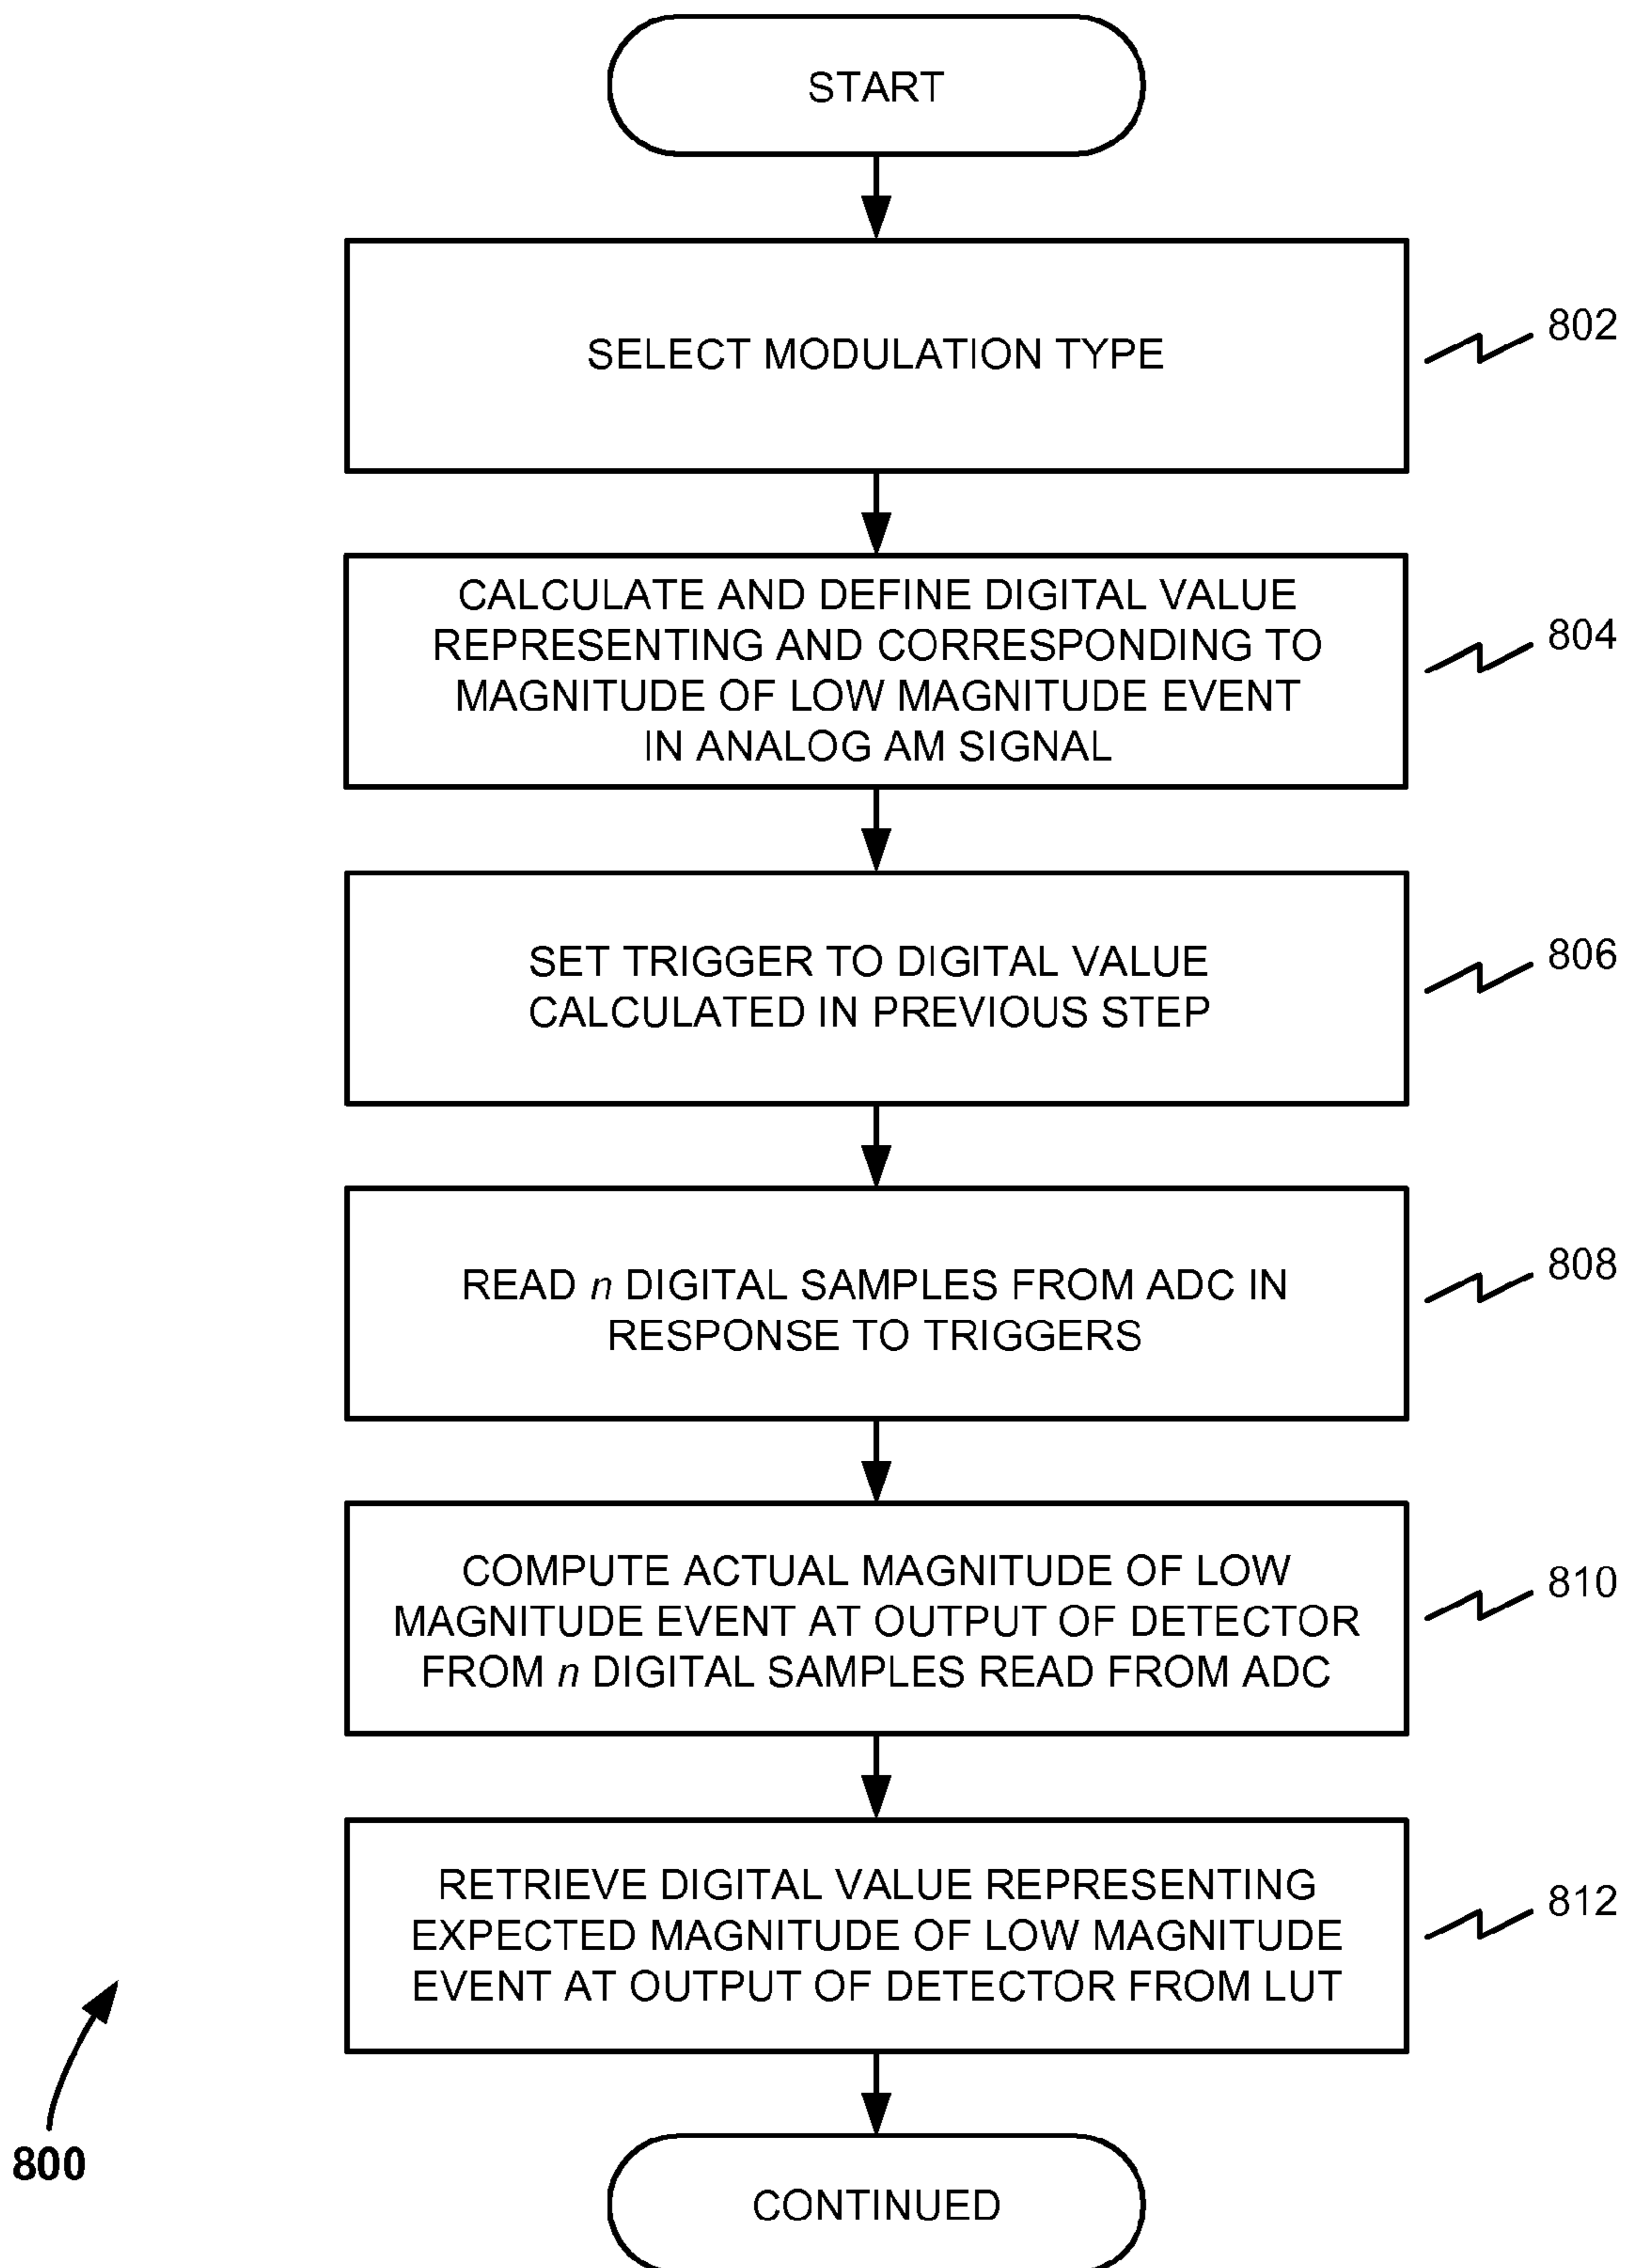 START
SELECT MODULATION TYPE
802
CALCULATE AND DEFINE DIGITAL VALUE
REPRESENTING AND CORRESPONDING TO
MAGNITUDE OF LOW MAGNITUDE EVENT
IN ANALOG AM SIGNAL
804
SET TRIGGER TO DIGITAL VALUE
CALCULATED IN PREVIOUS STEP
806
READ n DIGITAL SAMPLES FROM ADC IN
RESPONSE TO TRIGGERS
808
COMPUTE ACTUAL MAGNITUDE OF LOW
MAGNITUDE EVENT AT OUTPUT OF DETECTOR
FROM n DIGITAL SAMPLES READ FROM ADC
810
RETRIEVE DIGITAL VALUE REPRESENTING
EXPECTED MAGNITUDE OF LOW MAGNITUDE
EVENT AT OUTPUT OF DETECTOR FROM LUT
812
800
CONTINUED